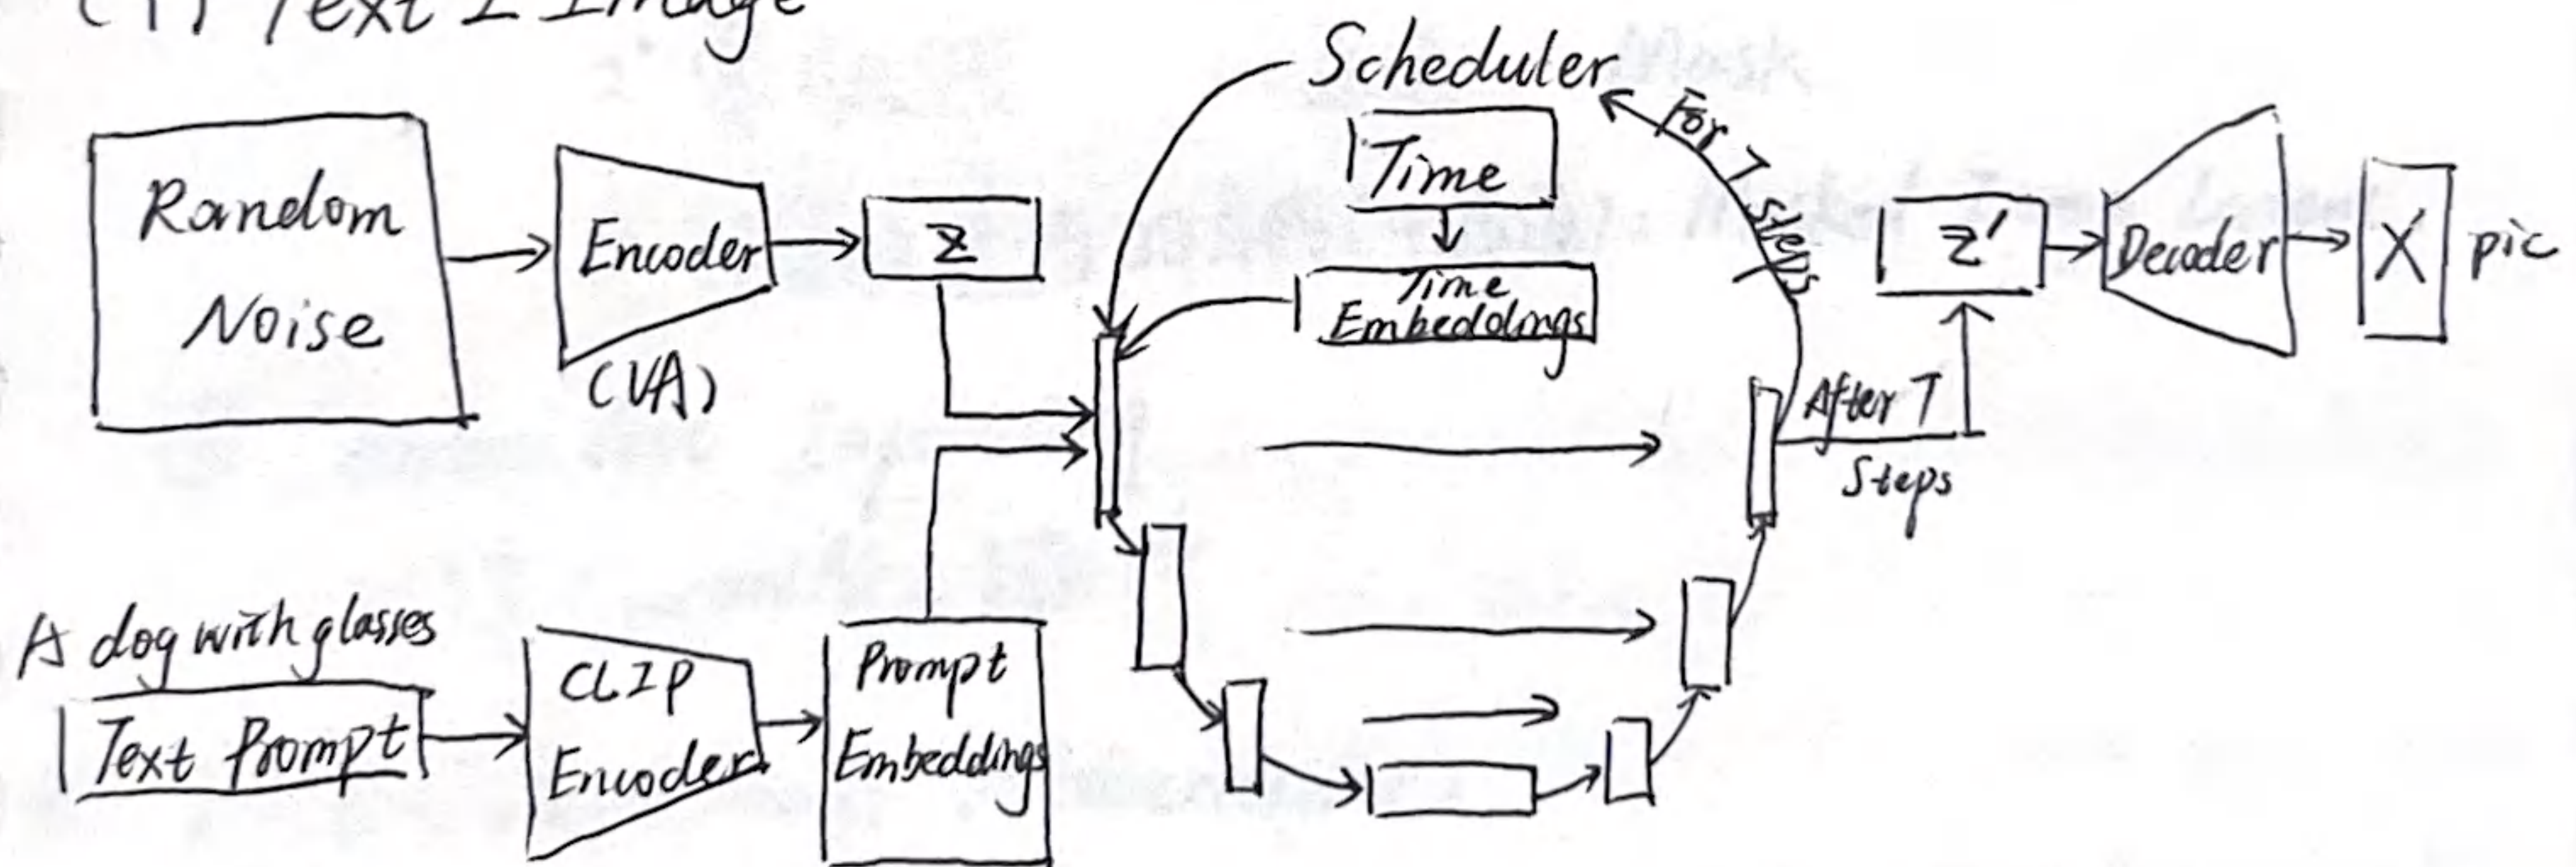 (1) Text 2 Image
Random
Noise
Encoder
(VA)
Z
Scheduler
Time
Time
Embeddings
For T steps
After T
Steps
Z'
Decoder
X
pic
A dog with glasses
Text Prompt
CLIP
Encoder
Prompt
Embeddings